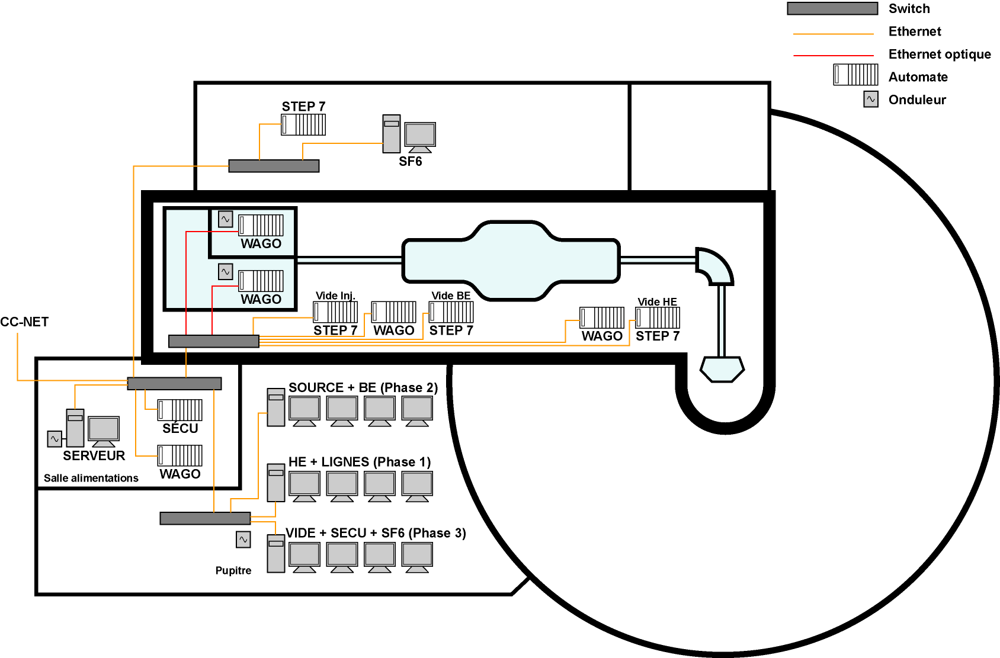 Switch
Ethernet
Ethernet optique
Automate
Onduleur
STEP 7
SF6
WAGO
WAGO
Vide Inj.
STEP 7
WAGO
Vide BE
STEP 7
WAGO
Vide HE
STEP 7
CC-NET
SÉCU
SERVEUR
WAGO
Salle alimentations
SOURCE + BE (Phase 2)
HE + LIGNES (Phase 1)
VIDE + SECU + SF6 (Phase 3)
Pupitre